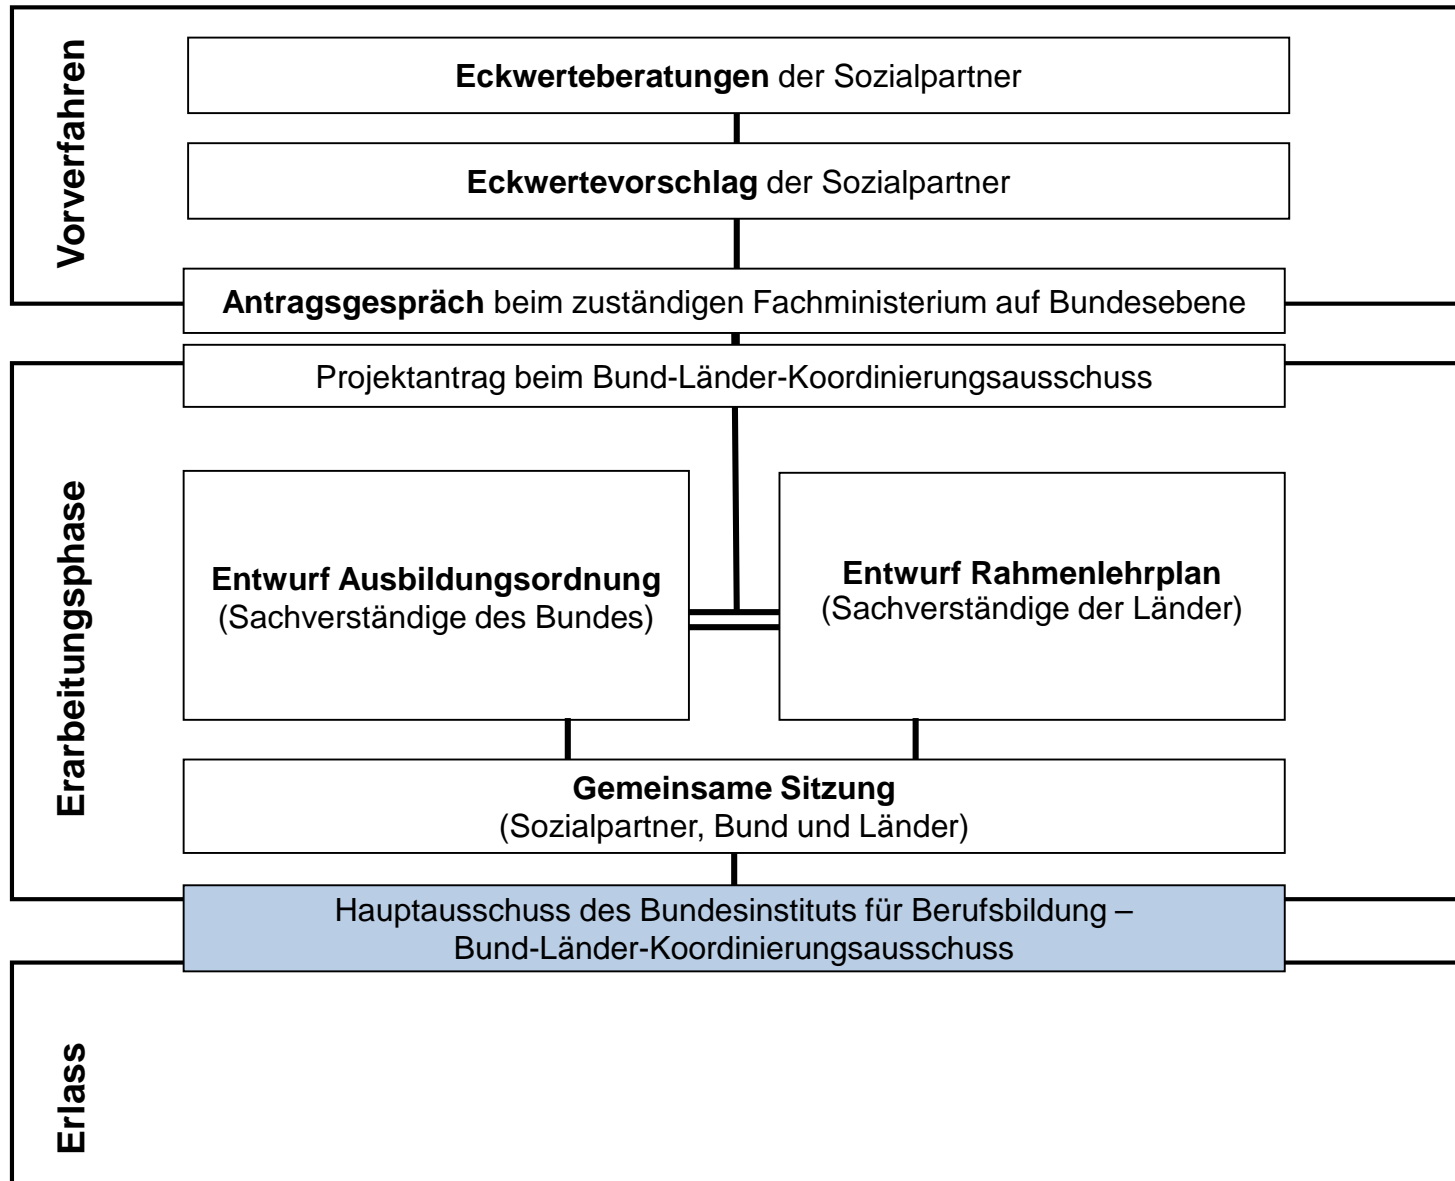 Vorverfahren
Eckwerteberatungen der Sozialpartner
Eckwertevorschlag der Sozialpartner
Antragsgespräch beim zuständigen Fachministerium auf Bundesebene
Erarbeitungsphase
Projektantrag beim Bund-Länder-Koordinierungsausschuss
Entwurf Ausbildungsordnung
(Sachverständige des Bundes)
Entwurf Rahmenlehrplan
(Sachverständige der Länder)
Gemeinsame Sitzung
(Sozialpartner, Bund und Länder)
Hauptausschuss des Bundesinstituts für Berufsbildung –
Bund-Länder-Koordinierungsausschuss
Erlass